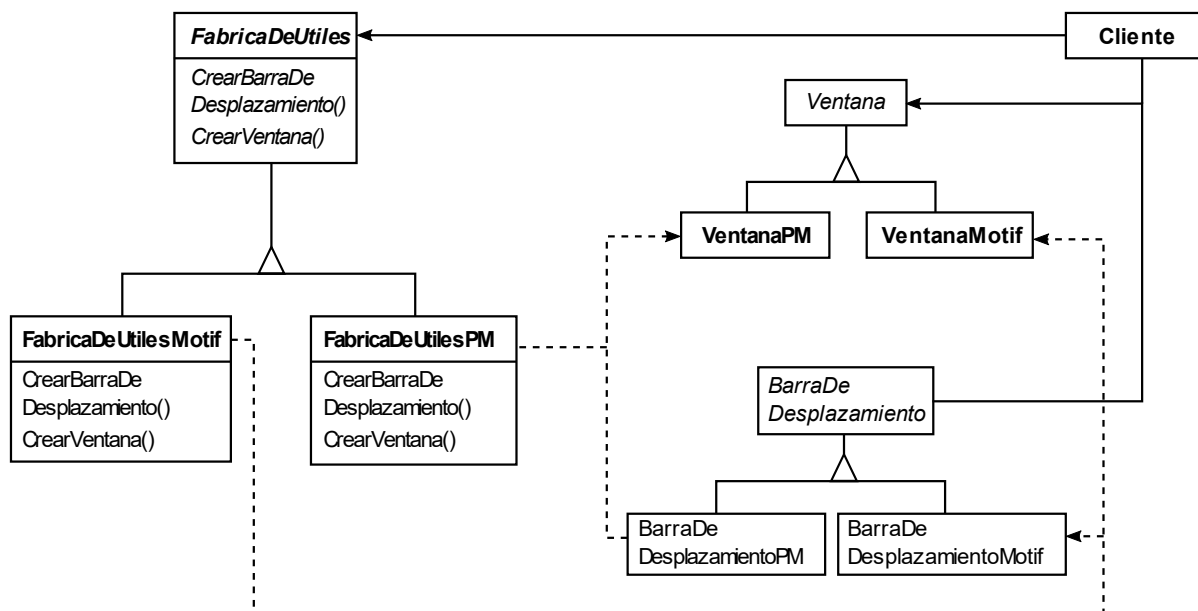 FabricaDeUtiles
CrearBarraDe
Desplazamiento()
CrearVentana()
Cliente
Ventana
VentanaPM
VentanaMotif
FabricaDeUtilesMotif
CrearBarraDe
Desplazamiento()
CrearVentana()
FabricaDeUtilesPM
CrearBarraDe
Desplazamiento()
CrearVentana()
BarraDe
Desplazamiento
BarraDe
DesplazamientoPM
BarraDe
DesplazamientoMotif